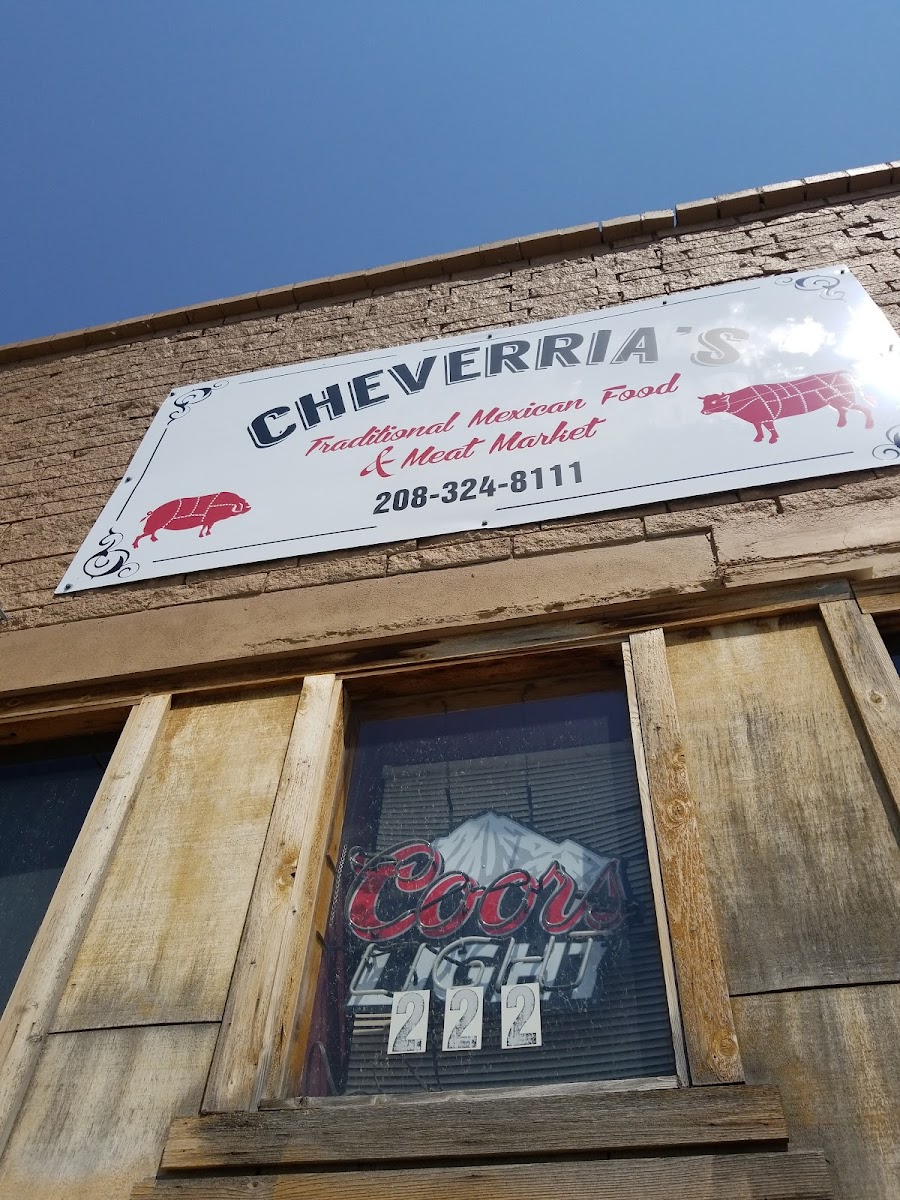 CHEVERRIA'S
Traditional Mexican Food
& Meat Market
208-324-8111
Coors
LIGHT
222